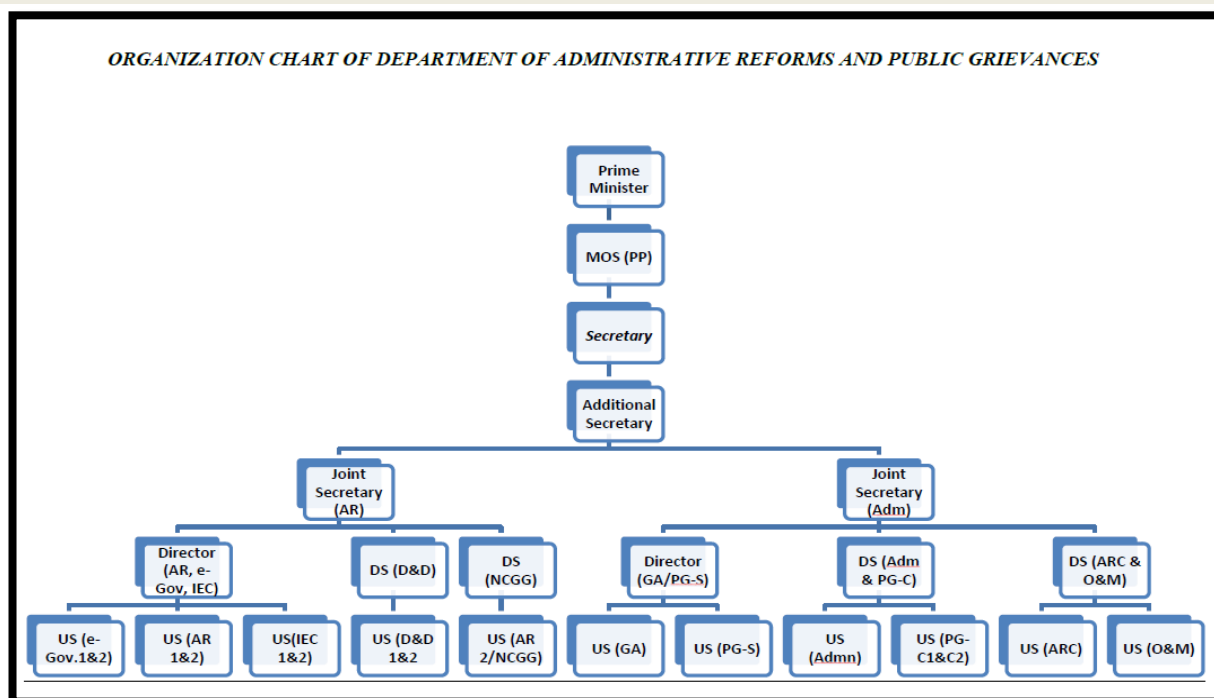 ORGANIZATION CHART OF DEPARTMENT OF ADMINISTRATIVE REFORMS AND PUBLIC GRIEVANCES
Prime
Minister
MOS (PP)
Secretary
Additional
Secretary
Joint
Secretary
(AR)
Joint
Secretary
(Adm)
Director
(AR, e-
Gov, IEC)
DS (D&D)
DS
(NCGG)
Director
(GA/PG-S)
DS (Adm
& PG-C)
DS (ARC &
O&M)
US (e-
Gov.1&2)
US (AR
1&2)
US(IEC
1&2)
US (D&D
1&2
US (AR
2/NCGG)
US (GA)
US (PG-S)
US
(Admn)
US (PG-
C1&C2)
US (ARC)
US (O&M)